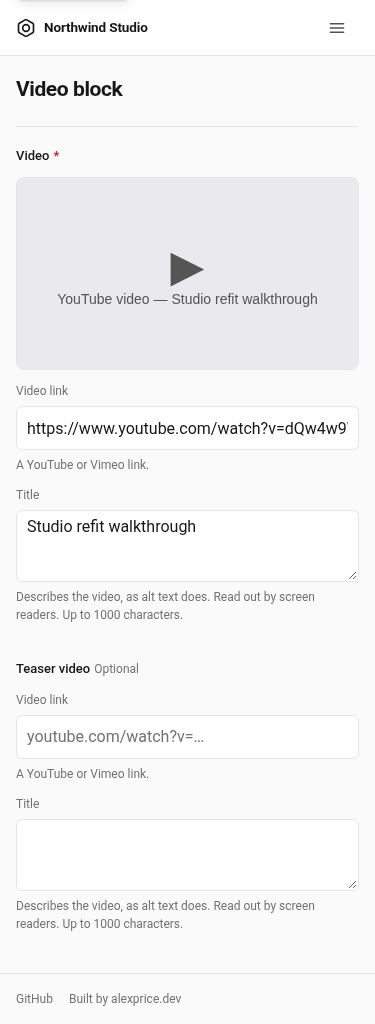 Northwind Studio
Video block
Video *
YouTube video — Studio refit walkthrough
Video link
https://www.youtube.com/watch?v=dQw4w9
A YouTube or Vimeo link.
Title
Studio refit walkthrough
Describes the video, as alt text does. Read out by screen
readers. Up to 1000 characters.
Teaser video Optional
Video link
youtube.com/watch?v=…
A YouTube or Vimeo link.
Title
Describes the video, as alt text does. Read out by screen
readers. Up to 1000 characters.
GitHub Built by alexprice.dev